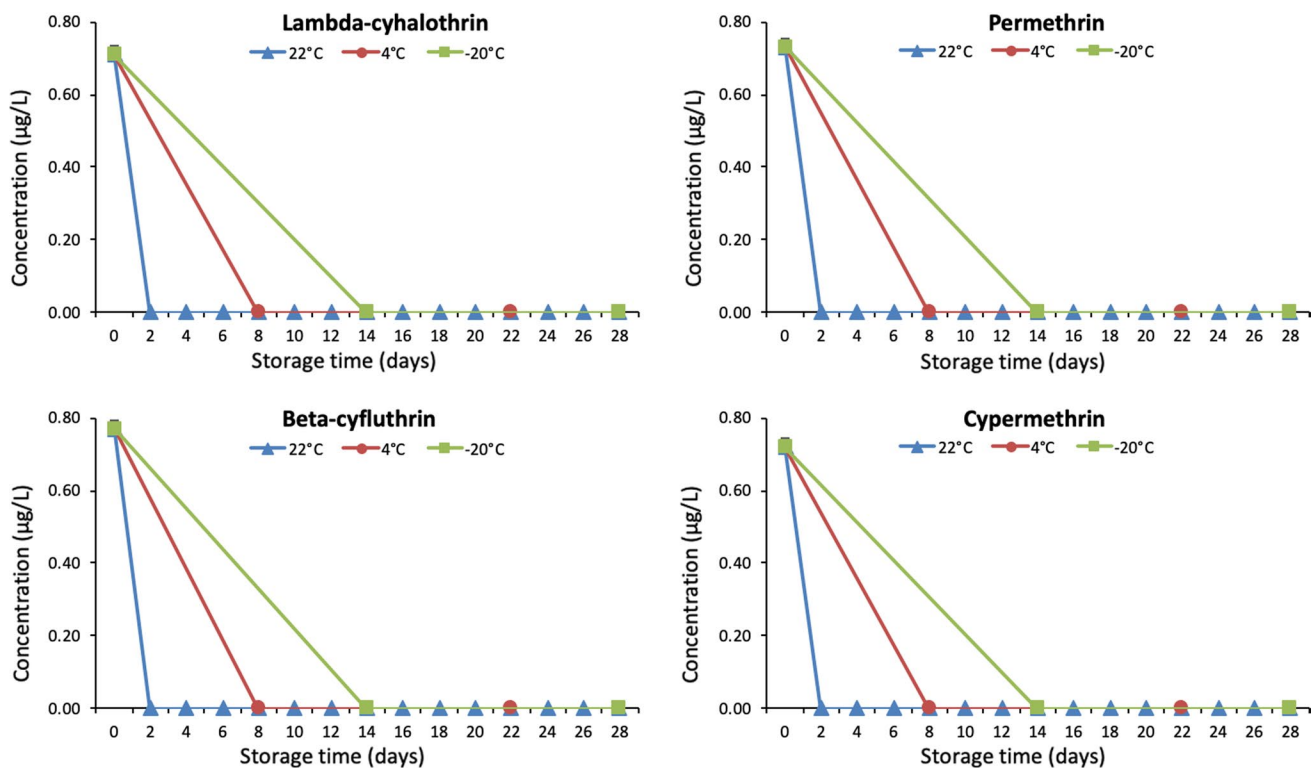 Lambda-cyhalothrin
22°C 4°C -20°C
Concentration (µg/L)
0.80
0.60
0.40
0.20
0.00
0 2 4 6 8 10 12 14 16 18 20 22 24 26 28
Storage time (days)
Permethrin
22°C 4°C -20°C
Concentration (µg/L)
0.80
0.60
0.40
0.20
0.00
0 2 4 6 8 10 12 14 16 18 20 22 24 26 28
Storage time (days)
Beta-cyfluthrin
22°C 4°C -20°C
Concentration (µg/L)
0.80
0.60
0.40
0.20
0.00
0 2 4 6 8 10 12 14 16 18 20 22 24 26 28
Storage time (days)
Cypermethrin
22°C 4°C -20°C
Concentration (µg/L)
0.80
0.60
0.40
0.20
0.00
0 2 4 6 8 10 12 14 16 18 20 22 24 26 28
Storage time (days)